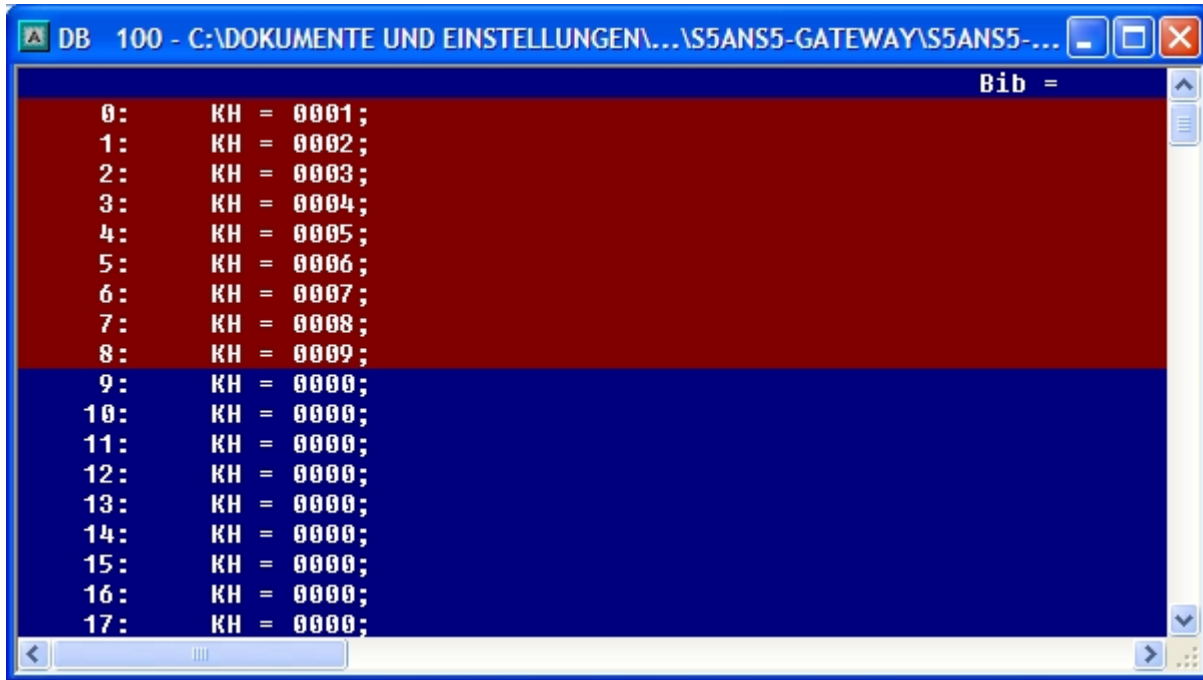 DB 100 - C:\DOKUMENTE UND EINSTELLUNGEN\...\S5ANS5-GATEWAY\S5ANS5-...
Bib =
0: KH = 0001;
1: KH = 0002;
2: KH = 0003;
3: KH = 0004;
4: KH = 0005;
5: KH = 0006;
6: KH = 0007;
7: KH = 0008;
8: KH = 0009;
9: KH = 0000;
10: KH = 0000;
11: KH = 0000;
12: KH = 0000;
13: KH = 0000;
14: KH = 0000;
15: KH = 0000;
16: KH = 0000;
17: KH = 0000;